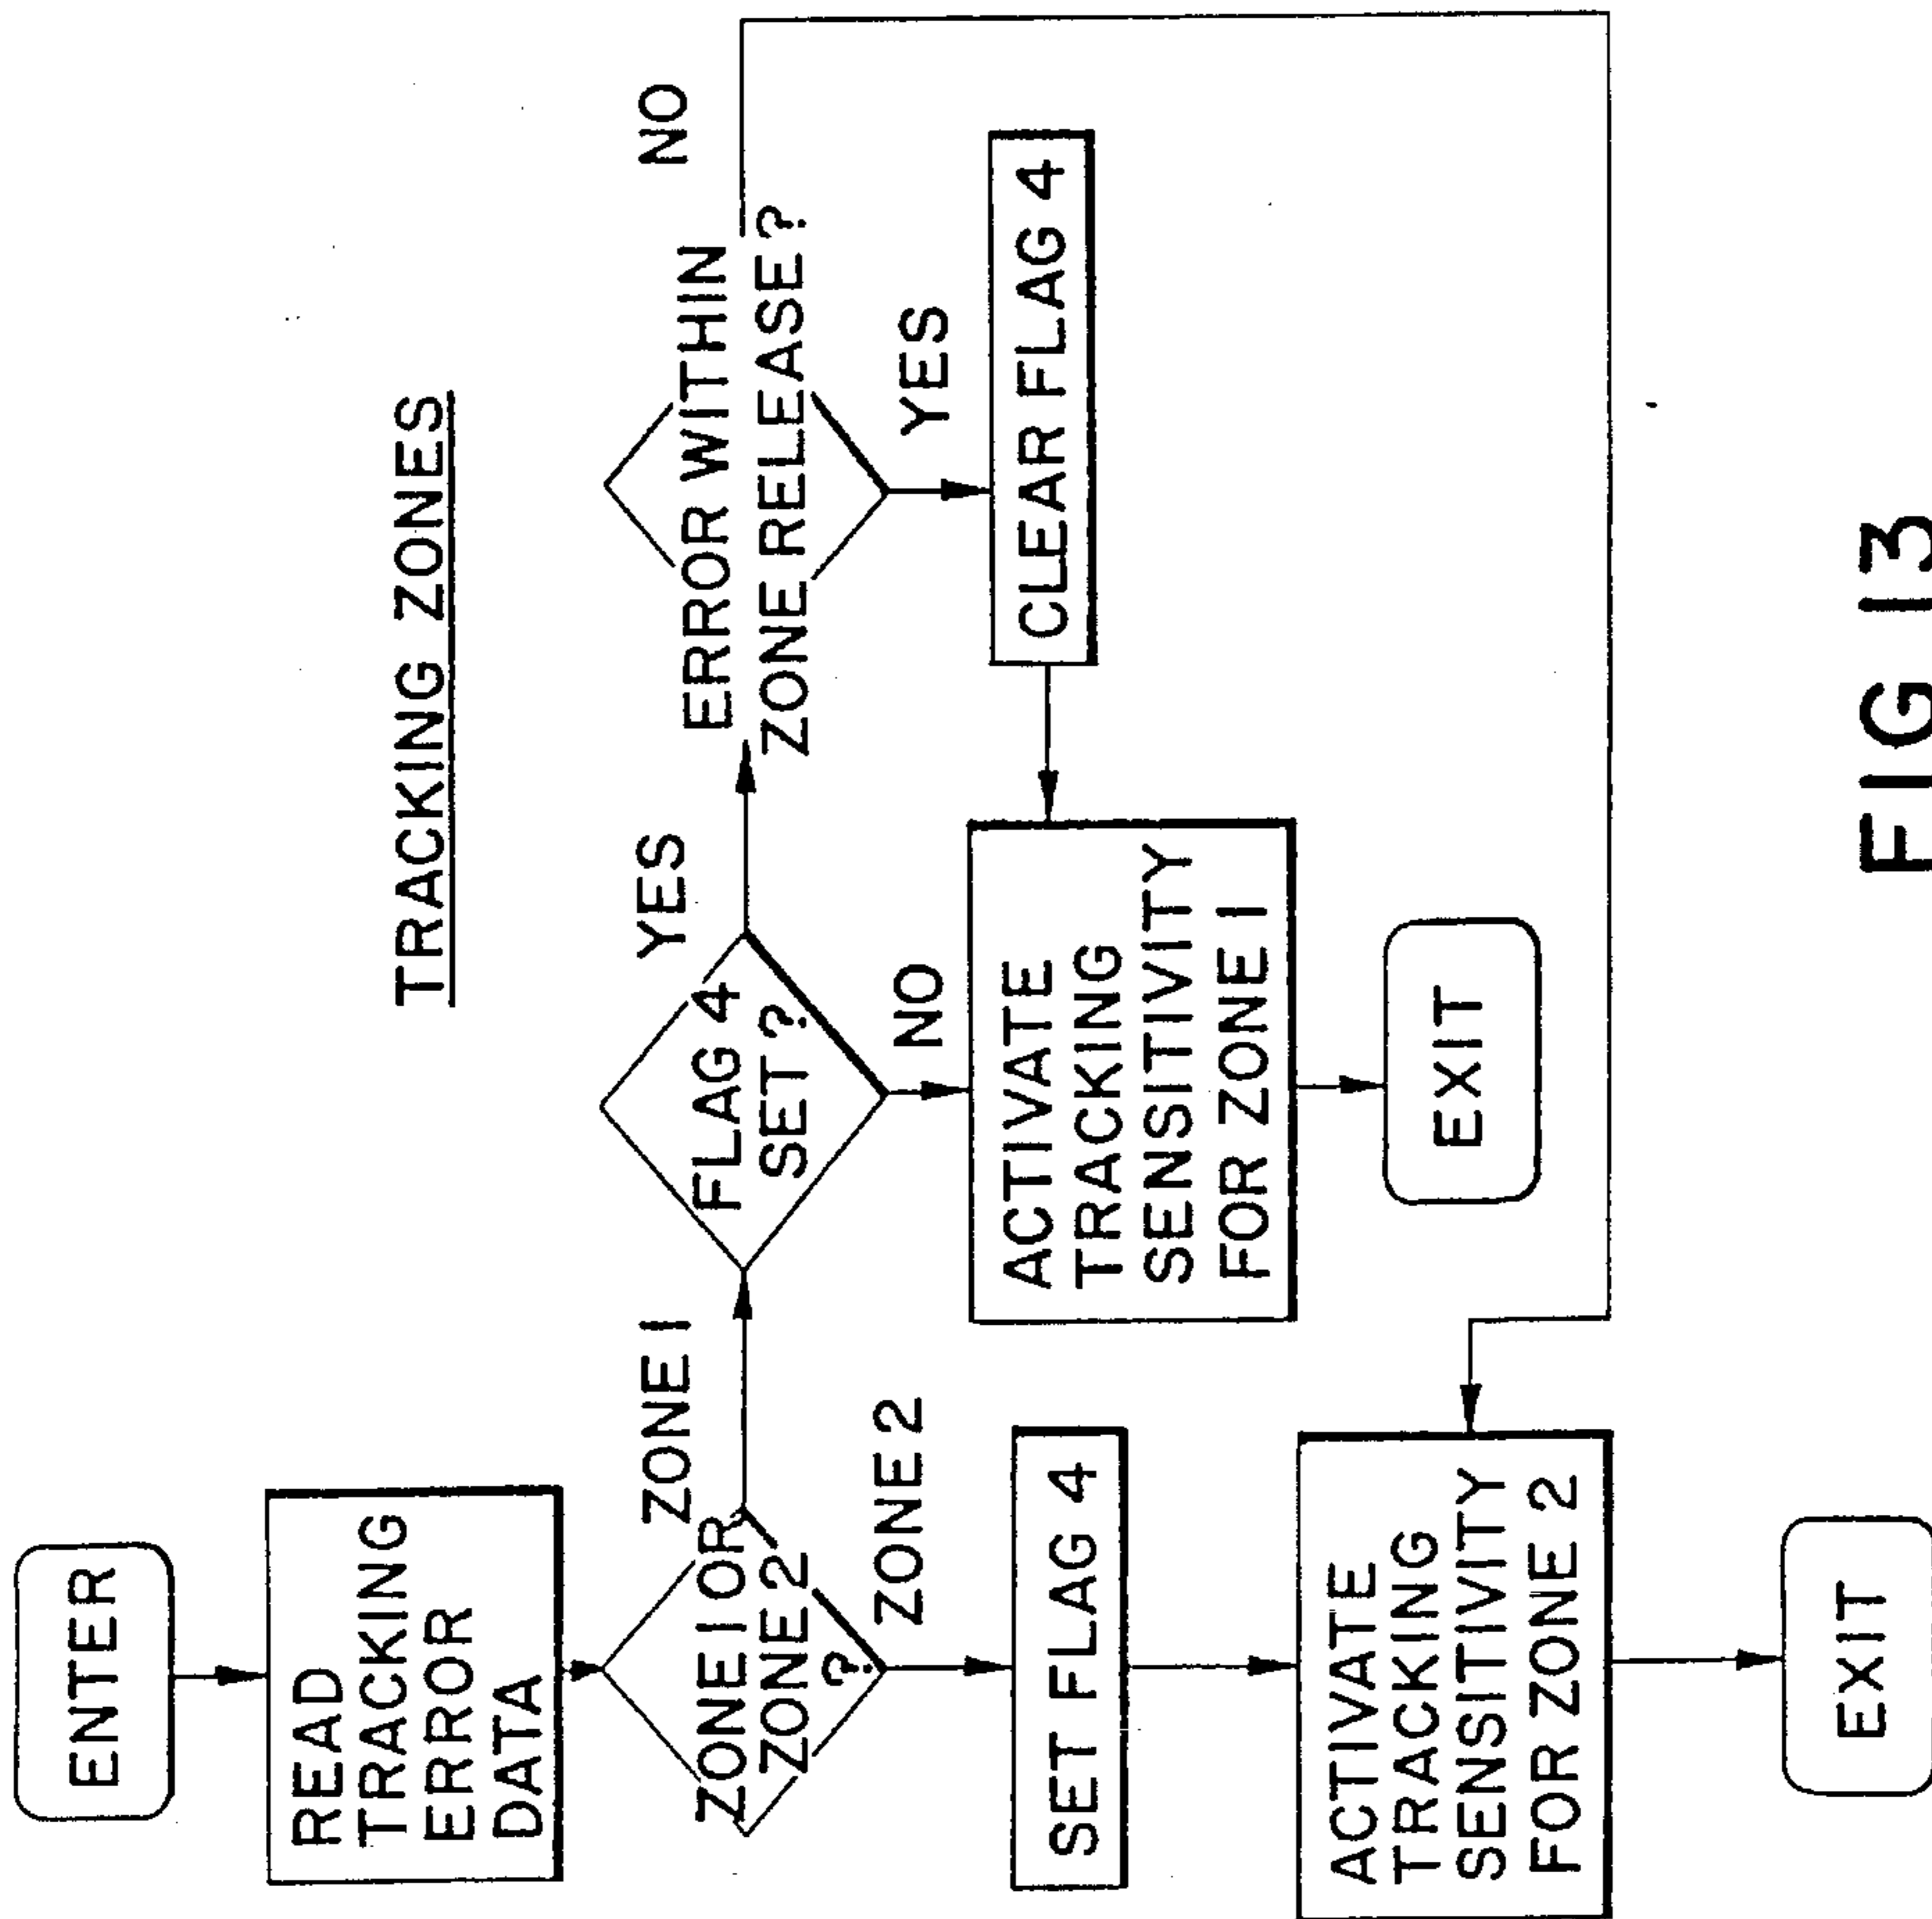 TRACKING ZONES
ENTER
READ
TRACKING
ERROR
DATA
ZONE 1 OR
ZONE 2
?
ZONE 1
ZONE 2
FLAG 4
SET ?
YES
NO
ERROR WITHIN
ZONE RELEASE ?
NO
YES
CLEAR FLAG 4
SET FLAG 4
ACTIVATE
TRACKING
SENSITIVITY
FOR ZONE 1
EXIT
ACTIVATE
TRACKING
SENSITIVITY
FOR ZONE 2
EXIT
FIG 13